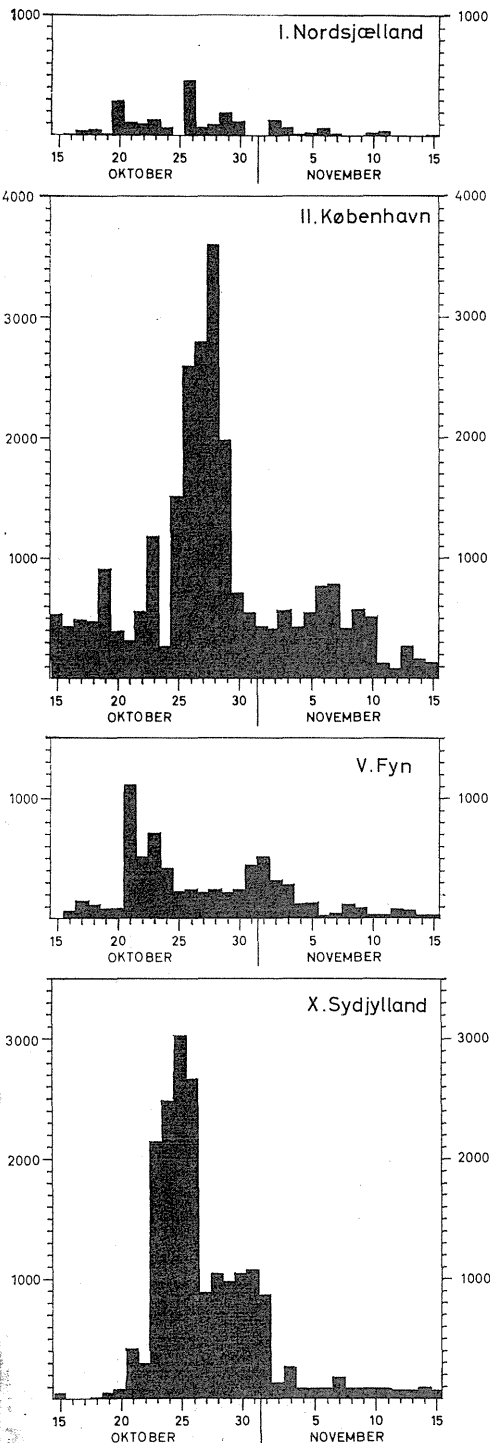 1000 I. Nordsjælland 1000
15 20 25 30 5 10 15
OKTOBER NOVEMBER
4000 II. København 4000
3000 3000
2000 2000
1000 1000
15 20 25 30 5 10 15
OKTOBER NOVEMBER
V. Fyn
1000 1000
15 20 25 30 5 10 15
OKTOBER NOVEMBER
X. Sydjylland
3000 3000
2000 2000
1000 1000
15 20 25 30 5 10 15
OKTOBER NOVEMBER